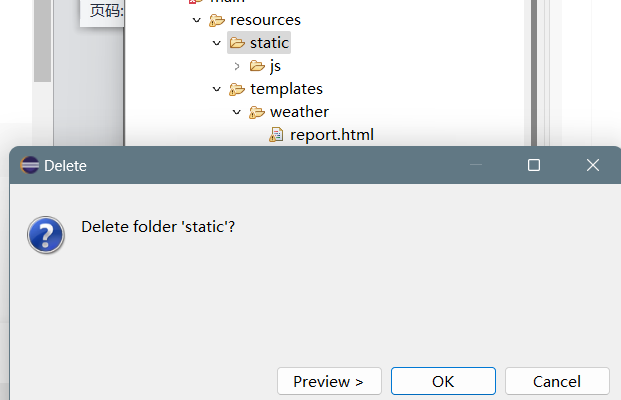 页码:
main
resources
static
js
templates
weather
report.html
Delete
Delete folder 'static'?
Preview >
OK
Cancel